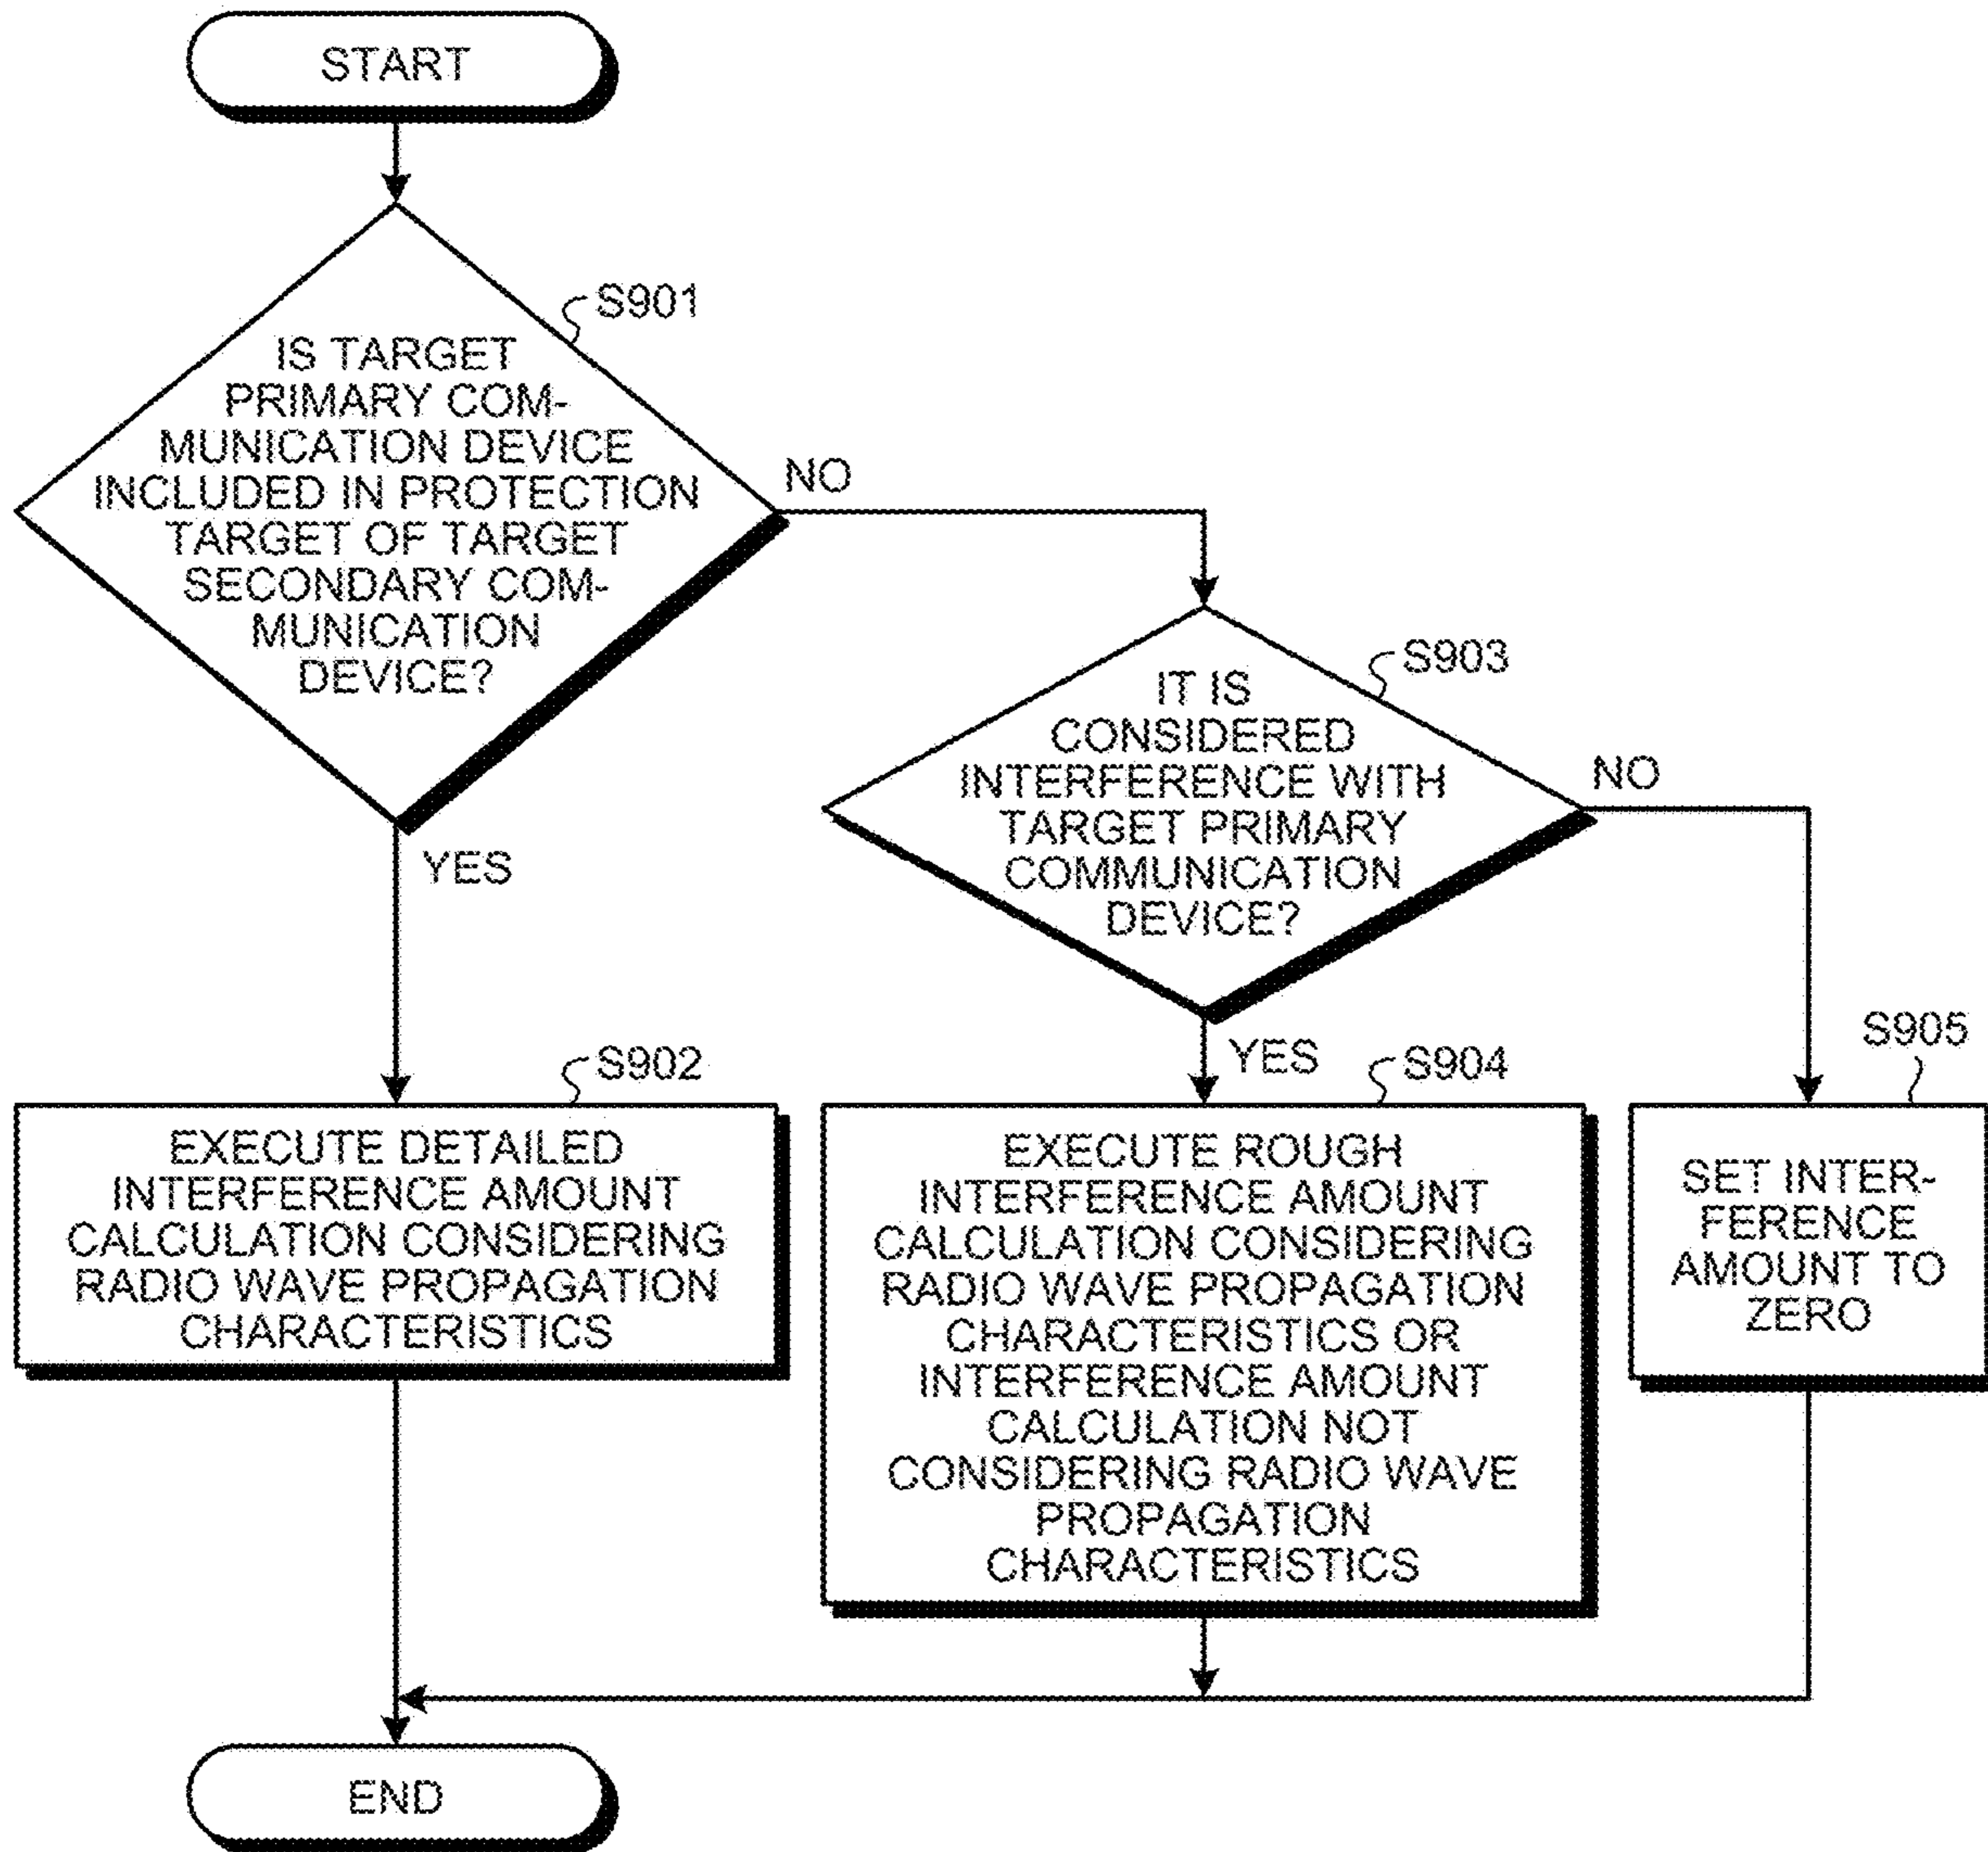 START
S901
IS TARGET
PRIMARY COM-
MUNICATION DEVICE
INCLUDED IN PROTECTION
TARGET OF TARGET
SECONDARY COM-
MUNICATION
DEVICE?
NO
YES
S903
IT IS
CONSIDERED
INTERFERENCE WITH
TARGET PRIMARY
COMMUNICATION
DEVICE?
NO
YES
S902
EXECUTE DETAILED
INTERFERENCE AMOUNT
CALCULATION CONSIDERING
RADIO WAVE PROPAGATION
CHARACTERISTICS
S904
EXECUTE ROUGH
INTERFERENCE AMOUNT
CALCULATION CONSIDERING
RADIO WAVE PROPAGATION
CHARACTERISTICS OR
INTERFERENCE AMOUNT
CALCULATION NOT
CONSIDERING RADIO WAVE
PROPAGATION
CHARACTERISTICS
S905
SET INTER-
FERENCE
AMOUNT TO
ZERO
END